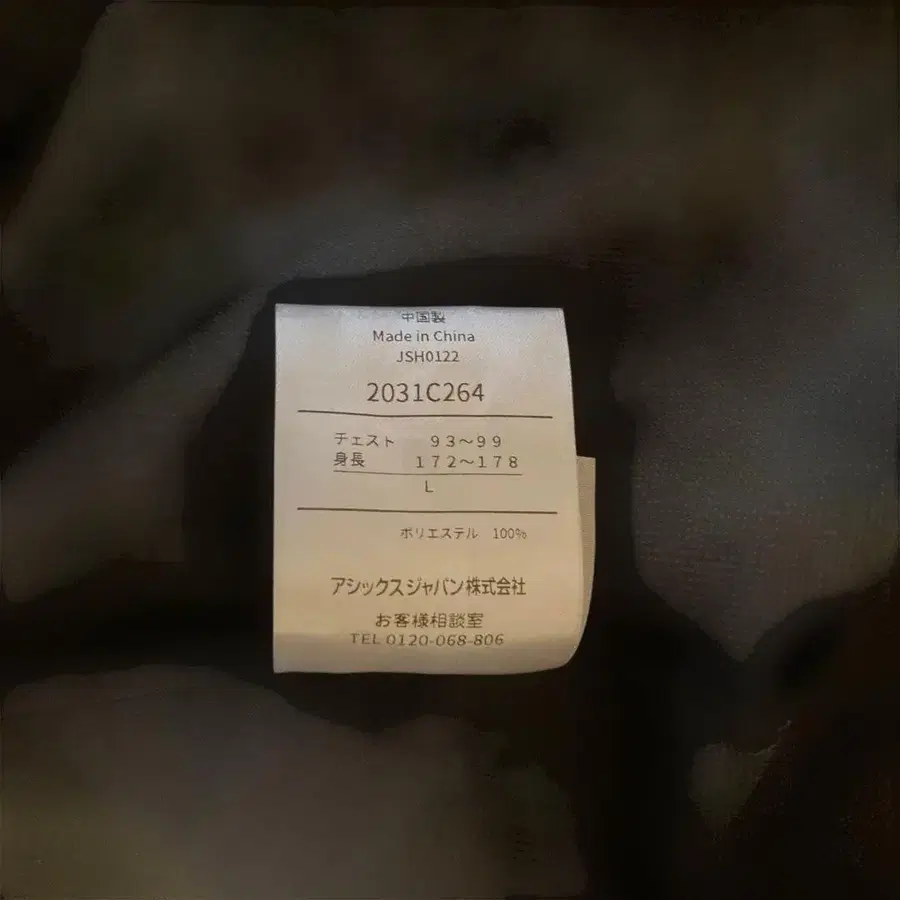 中国製
Made in China
JSH0122
2031C264
チェスト 93〜99
身長 172〜178
L
ポリエステル 100%
アシックスジャパン株式会社
お客様相談室
TEL 0120-068-806